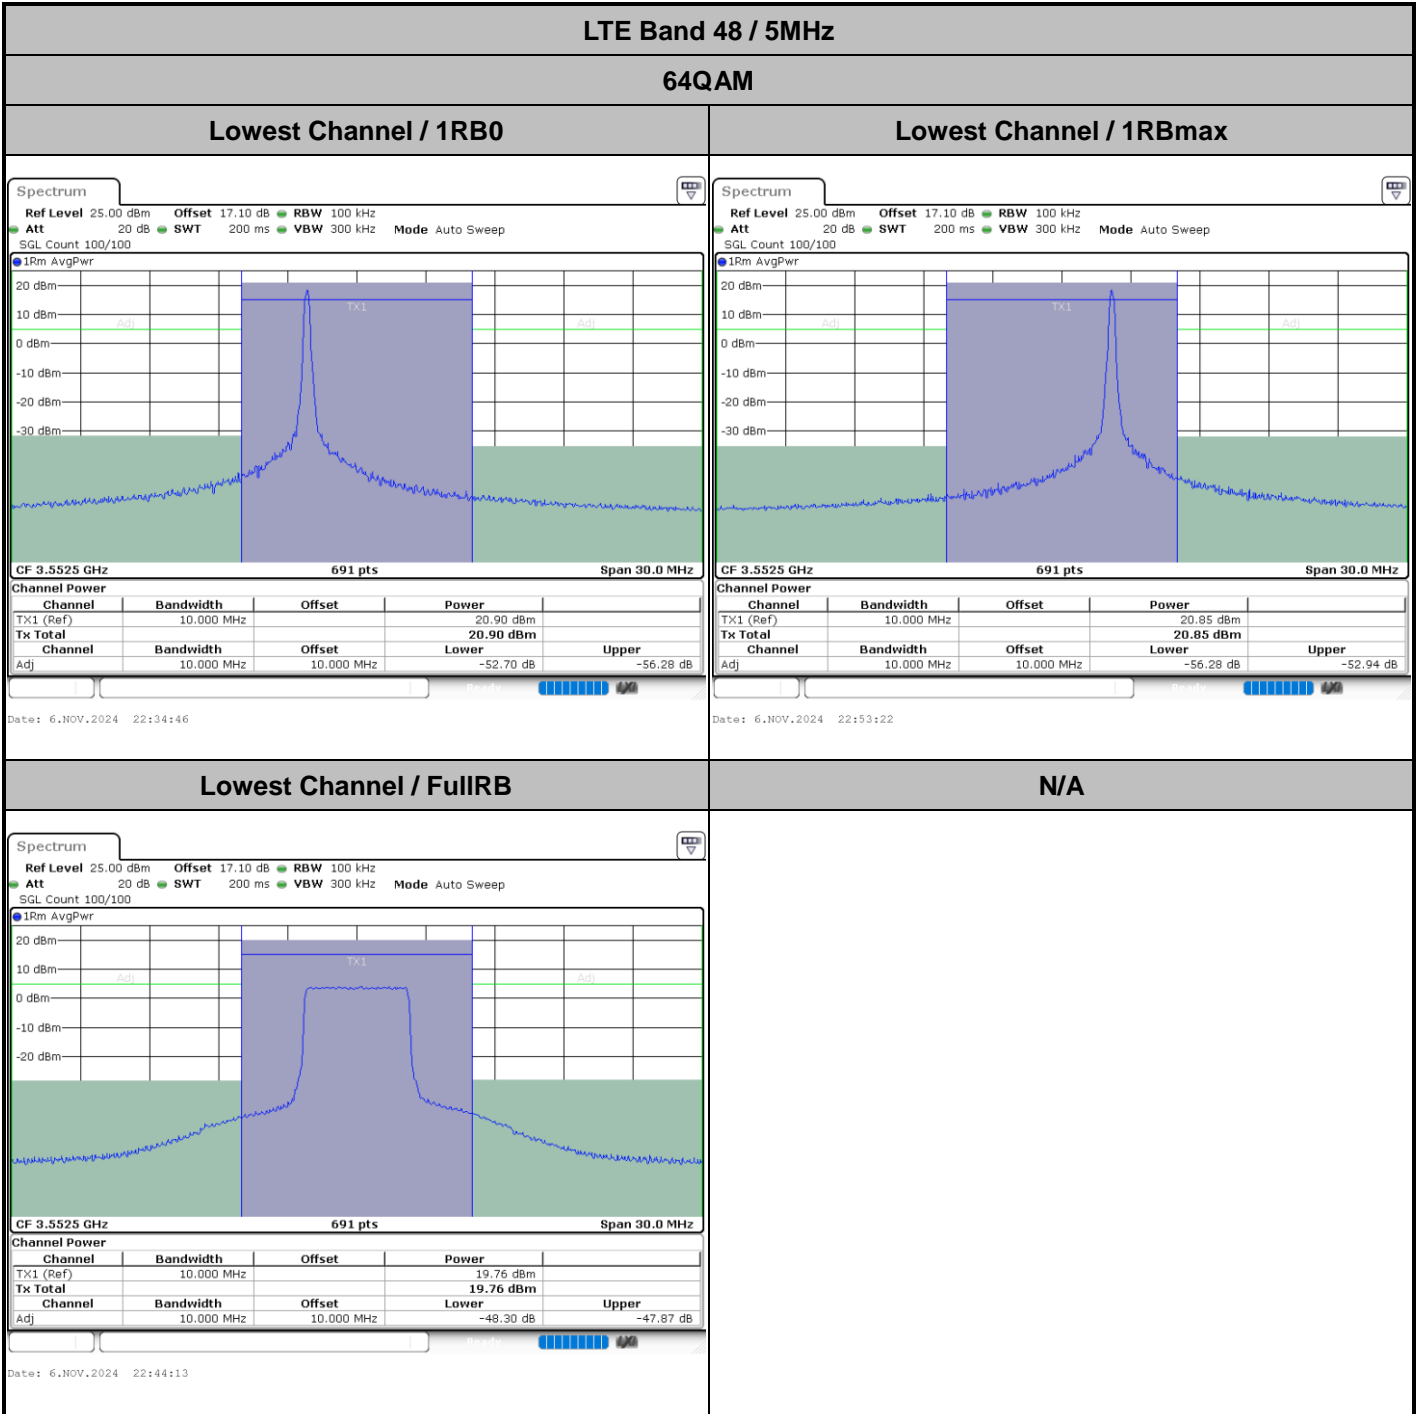 LTE Band 48 / 5MHz
64QAM
Lowest Channel / 1RB0
Lowest Channel / 1RBmax
Spectrum
Ref Level 25.00 dBm Offset 17.10 dB RBW 100 kHz
Att 20 dB SWT 200 ms VBW 300 kHz Mode Auto Sweep
SGL Count 100/100
1Rm AvgPwr
20 dBm
TX1
10 dBm
Adj Adj
0 dBm
-10 dBm
-20 dBm
-30 dBm
CF 3.5525 GHz 691 pts Span 30.0 MHz
Channel Power
Channel Bandwidth Offset Power
TX1 (Ref) 10.000 MHz 20.90 dBm
Tx Total 20.90 dBm
Channel Bandwidth Offset Lower Upper
Adj 10.000 MHz 10.000 MHz -52.70 dB -56.28 dB
Ready
Date: 6.NOV.2024 22:34:46
Spectrum
Ref Level 25.00 dBm Offset 17.10 dB RBW 100 kHz
Att 20 dB SWT 200 ms VBW 300 kHz Mode Auto Sweep
SGL Count 100/100
1Rm AvgPwr
20 dBm
TX1
10 dBm
Adj Adj
0 dBm
-10 dBm
-20 dBm
-30 dBm
CF 3.5525 GHz 691 pts Span 30.0 MHz
Channel Power
Channel Bandwidth Offset Power
TX1 (Ref) 10.000 MHz 20.85 dBm
Tx Total 20.85 dBm
Channel Bandwidth Offset Lower Upper
Adj 10.000 MHz 10.000 MHz -56.28 dB -52.94 dB
Ready
Date: 6.NOV.2024 22:53:22
Lowest Channel / FullRB
N/A
Spectrum
Ref Level 25.00 dBm Offset 17.10 dB RBW 100 kHz
Att 20 dB SWT 200 ms VBW 300 kHz Mode Auto Sweep
SGL Count 100/100
1Rm AvgPwr
20 dBm
TX1
10 dBm
Adj Adj
0 dBm
-10 dBm
-20 dBm
CF 3.5525 GHz 691 pts Span 30.0 MHz
Channel Power
Channel Bandwidth Offset Power
TX1 (Ref) 10.000 MHz 19.76 dBm
Tx Total 19.76 dBm
Channel Bandwidth Offset Lower Upper
Adj 10.000 MHz 10.000 MHz -48.30 dB -47.87 dB
Ready
Date: 6.NOV.2024 22:44:13